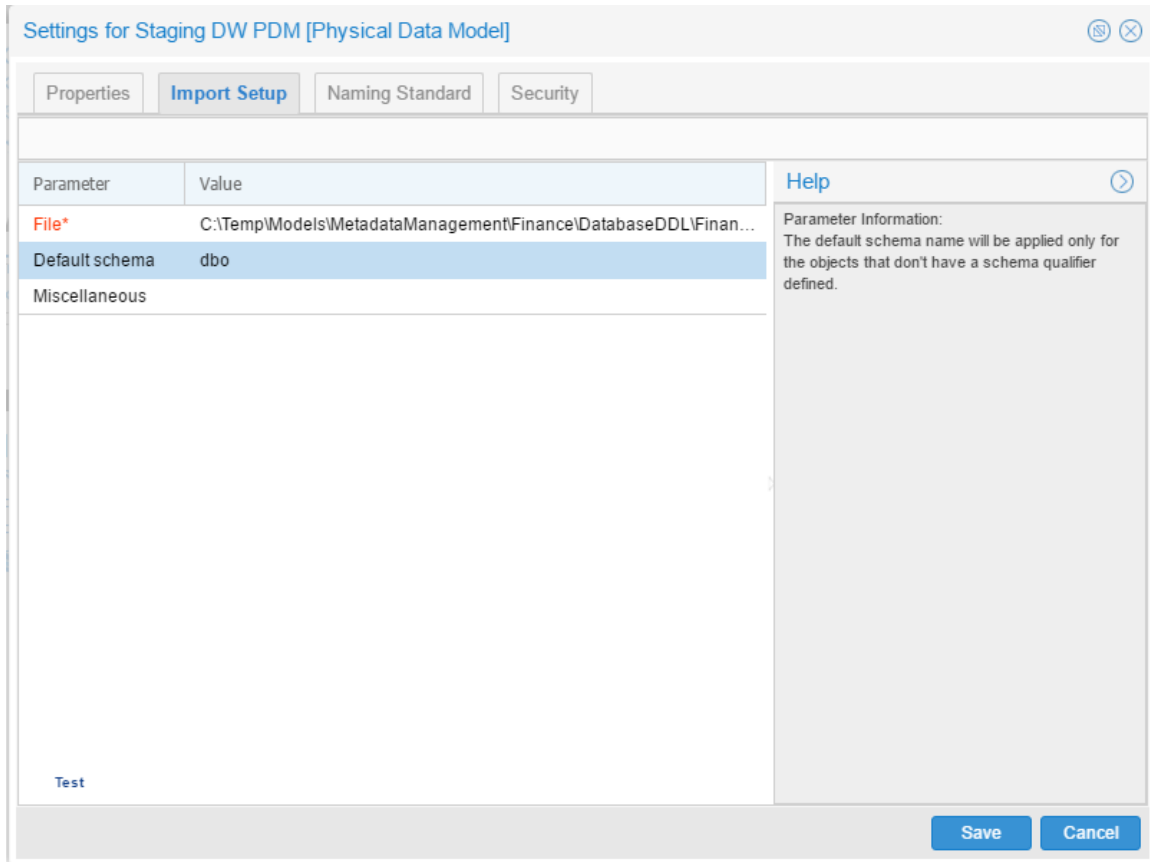 Settings for Staging DW PDM [Physical Data Model]
Properties
Import Setup
Naming Standard
Security
Parameter
Value
File*
C:\Temp\Models\MetadataManagement\Finance\DatabaseDDL\Finan...
Default schema
dbo
Miscellaneous
Help
Parameter Information:
The default schema name will be applied only for
the objects that don't have a schema qualifier
defined.
Test
Save
Cancel